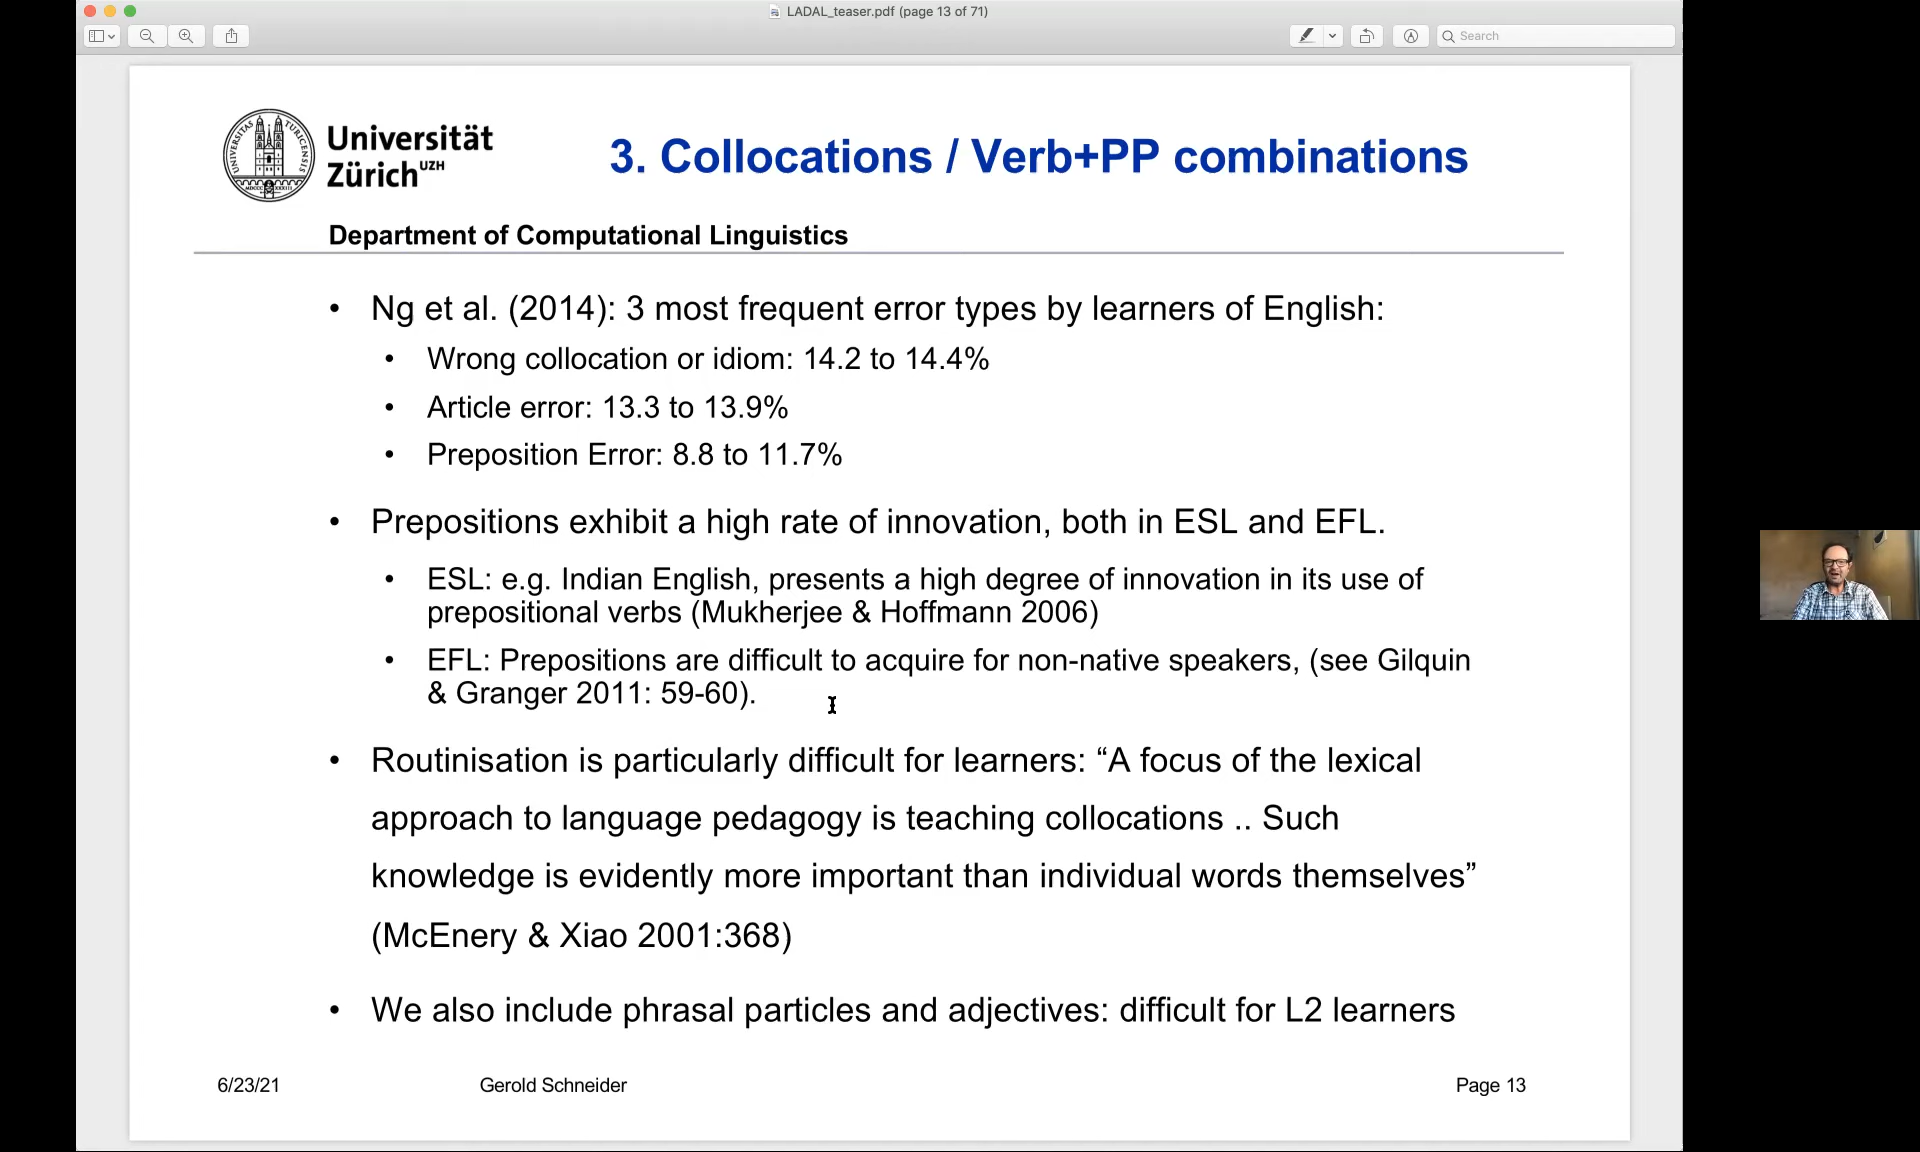 LADAL_teaser.pdf (page 13 of 71)
Search
UNIVERSITAS TURICENSIS
MDCCC XXXIII
Universität
Zürich UZH
3. Collocations / Verb+PP combinations
Department of Computational Linguistics
• Ng et al. (2014): 3 most frequent error types by learners of English:
• Wrong collocation or idiom: 14.2 to 14.4%
• Article error: 13.3 to 13.9%
• Preposition Error: 8.8 to 11.7%
• Prepositions exhibit a high rate of innovation, both in ESL and EFL.
• ESL: e.g. Indian English, presents a high degree of innovation in its use of
prepositional verbs (Mukherjee & Hoffmann 2006)
• EFL: Prepositions are difficult to acquire for non-native speakers, (see Gilquin
& Granger 2011: 59-60).
• Routinisation is particularly difficult for learners: “A focus of the lexical
approach to language pedagogy is teaching collocations .. Such
knowledge is evidently more important than individual words themselves”
(McEnery & Xiao 2001:368)
• We also include phrasal particles and adjectives: difficult for L2 learners
6/23/21
Gerold Schneider
Page 13